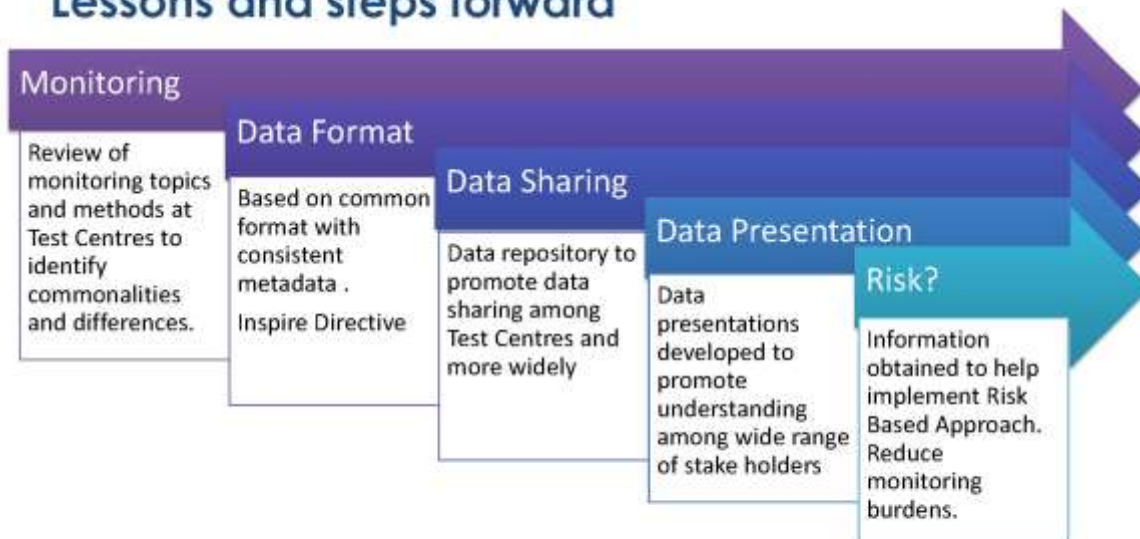 Lessons and steps forward
Monitoring
Review of
monitoring topics
and methods at
Test Centres to
identify
commonalities
and differences.
Data Format
Based on common
format with
consistent
metadata .
Inspire Directive
Data Sharing
Data repository to
promote data
sharing among
Test Centres and
more widely
Data Presentation
Data
presentations
developed to
promote
understanding
among wide range
of stake holders
Risk?
Information
obtained to help
implement Risk
Based Approach.
Reduce
monitoring
burdens.